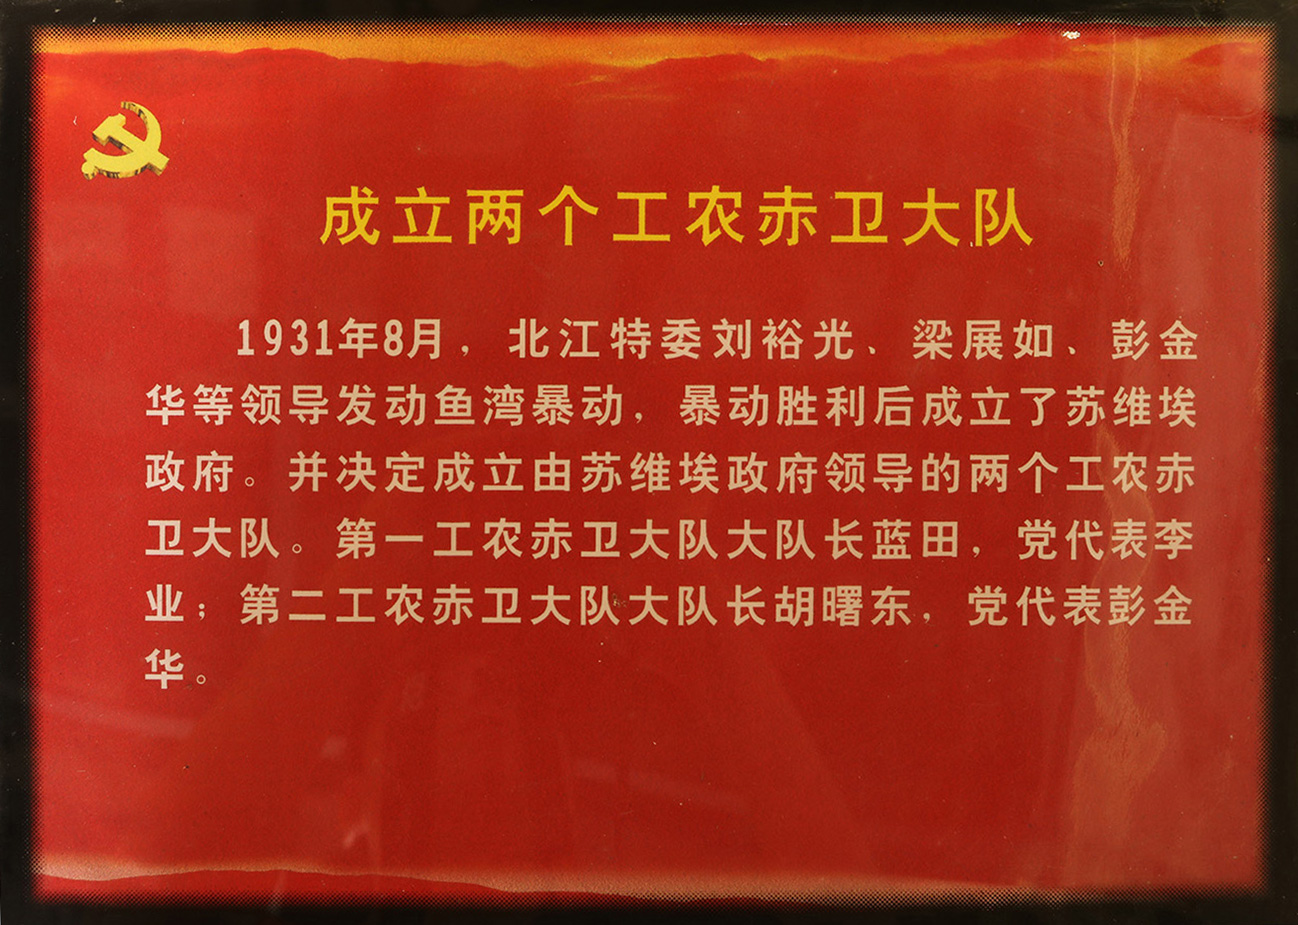 成立两个工农赤卫大队
1931年8月，北江特委刘裕光、梁展如、彭金
华等领导发动鱼湾暴动，暴动胜利后成立了苏维埃
政府。并决定成立由苏维埃政府领导的两个工农赤
卫大队。第一工农赤卫大队大队长蓝田，党代表李
业；第二工农赤卫大队大队长胡曙东，党代表彭金
华。